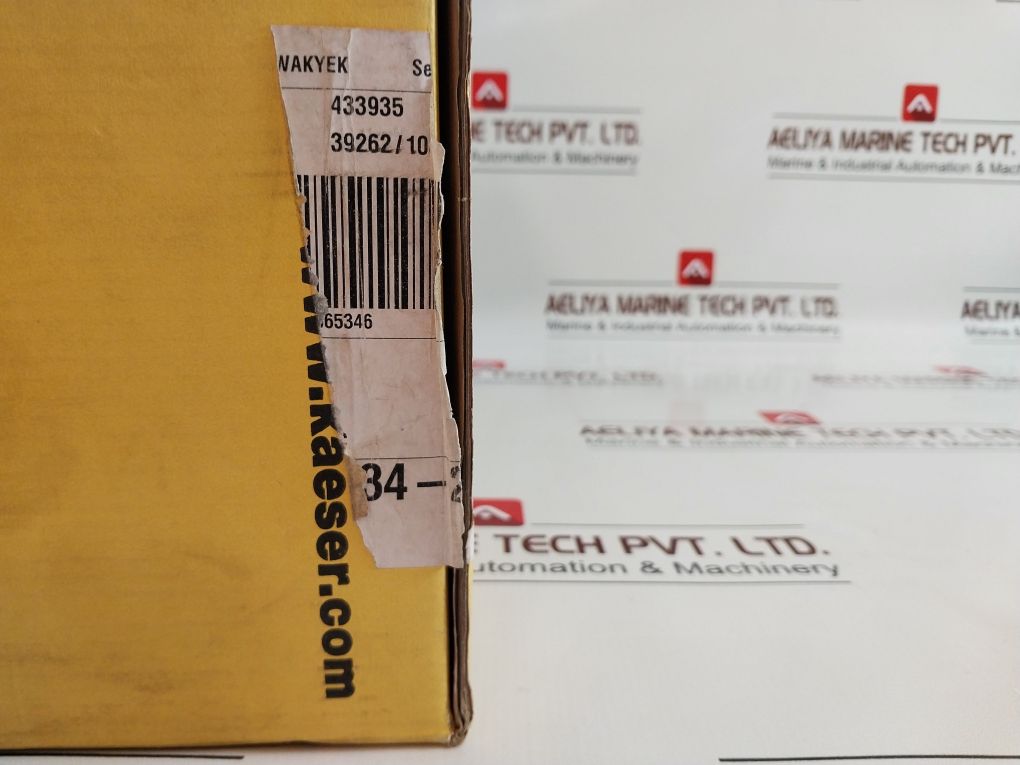 WAKYEK Se
433935
39262/10
65346
34 –
www.kaeser.com
E TECH PVT. LTD.
Automation & Machinery
AELIYA MARINE TECH PVT.
Marine & Industrial Automation & Mach
AELIYA MARINE TECH PVT. LTD.
Marine & Industrial Automation & Machinery
AELIYA
AELIYA MARINE TECH PVT. LTD.
E TECH PVT. LTD.
utomation & Machinery